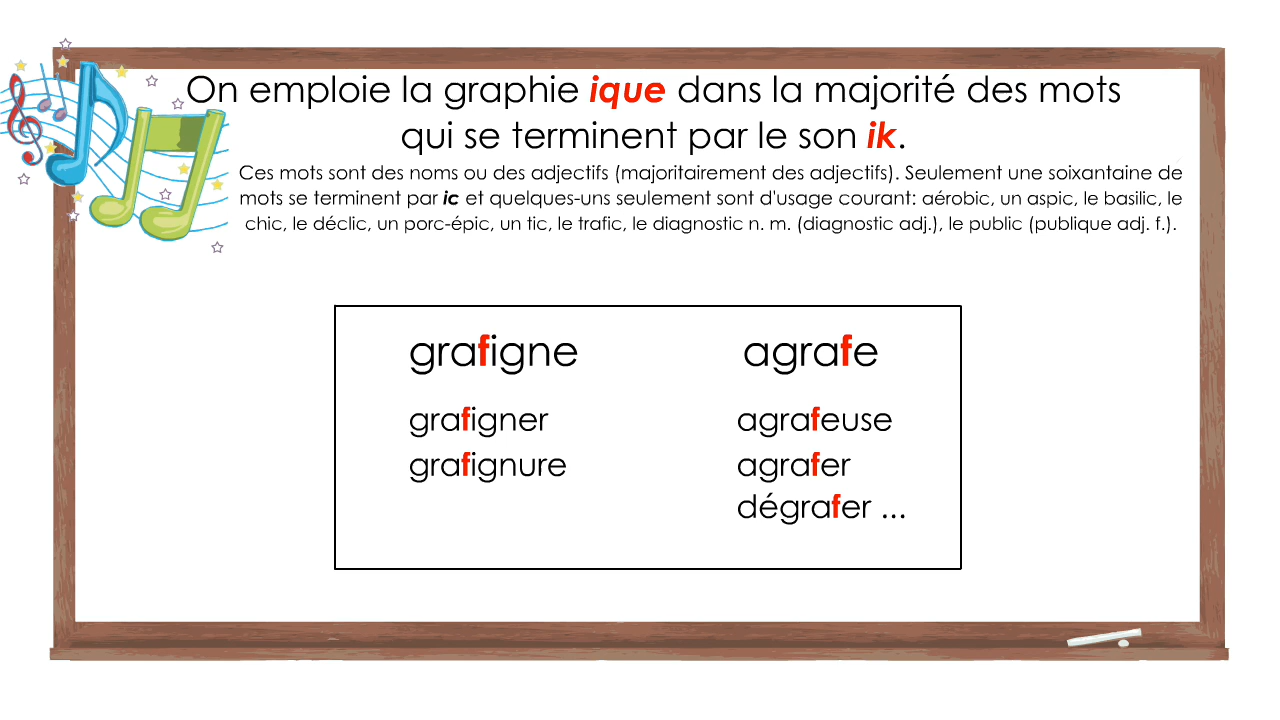 On emploie la graphie ique dans la majorité des mots
qui se terminent par le son ik.
Ces mots sont des noms ou des adjectifs (majoritairement des adjectifs). Seulement une soixantaine de
mots se terminent par ic et quelques-uns seulement sont d'usage courant: aérobic, un aspic, le basilic, le
chic, le déclic, un porc-épic, un tic, le trafic, le diagnostic n. m. (diagnostic adj.), le public (publique adj. f.).
grafigne agrafe
grafigner agrafeuse
grafignure agrafer
dégrafer ...